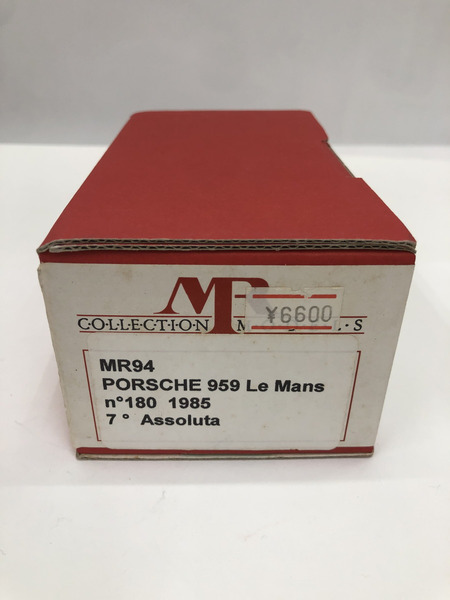 MR
¥6600
COLLECTION M
S
MR94
PORSCHE 959 Le Mans
n°180 1985
7° Assoluta